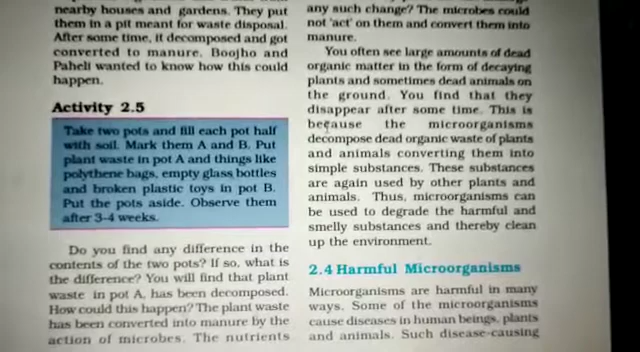 nearby houses and gardens. They put
them in a pit meant for waste disposal.
After some time, it decomposed and got
converted to manure. Boojho and
Paheli wanted to know how this could
happen.
Activity 2.5
Take two pots and fill each pot half
with soil. Mark them A and B. Put
plant waste in pot A and things like
polythene bags, empty glass bottles
and broken plastic toys in pot B.
Put the pots aside. Observe them
after 3-4 weeks.
Do you find any difference in the
contents of the two pots? If so, what is
the difference? You will find that plant
waste in pot A, has been decomposed.
How could this happen? The plant waste
has been converted into manure by the
action of microbes. The nutrients
any such change? The microbes could
not 'act' on them and convert them into
manure.
You often see large amounts of dead
organic matter in the form of decaying
plants and sometimes dead animals on
the ground. You find that they
disappear after some time. This is
because the microorganisms
decompose dead organic waste of plants
and animals converting them into
simple substances. These substances
are again used by other plants and
animals. Thus, microorganisms can
be used to degrade the harmful and
smelly substances and thereby clean
up the environment.
2.4 Harmful Microorganisms
Microorganisms are harmful in many
ways. Some of the microorganisms
cause diseases in human beings, plants
and animals. Such disease-causing